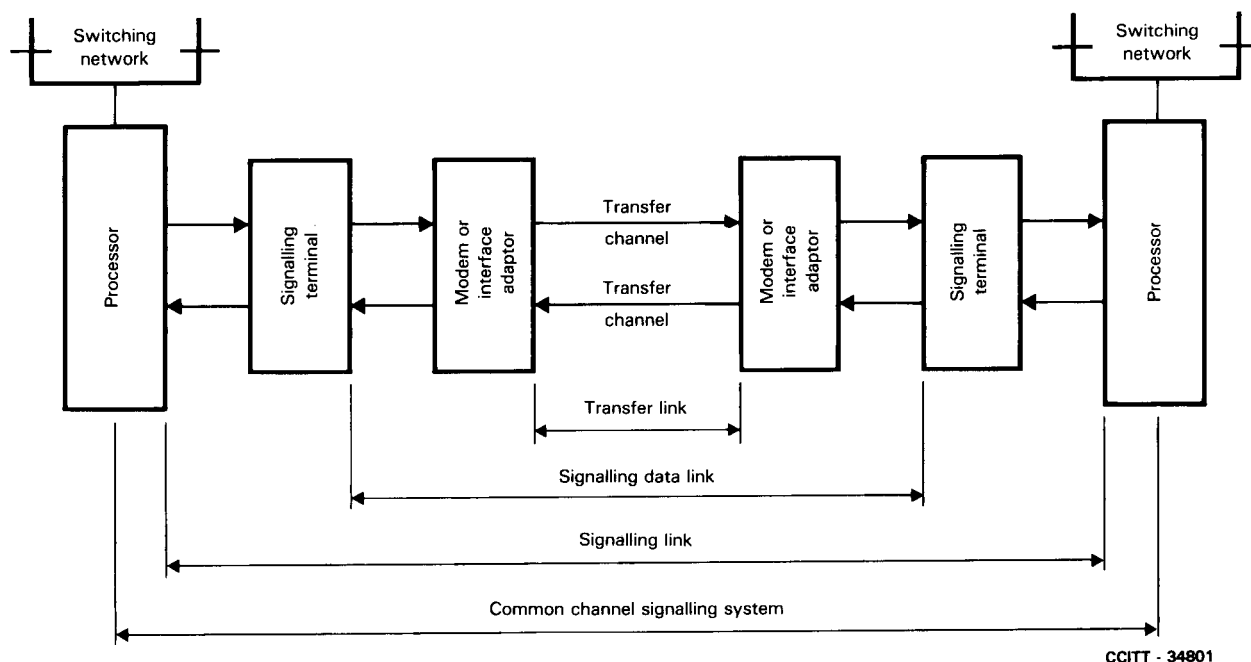 Switching
network
Switching
network
Processor
Signalling
terminal
Modem or
interface
adaptor
Transfer
channel
Transfer
channel
Modem or
interface
adaptor
Signalling
terminal
Processor
Transfer link
Signalling data link
Signalling link
Common channel signalling system
CCITT - 34801